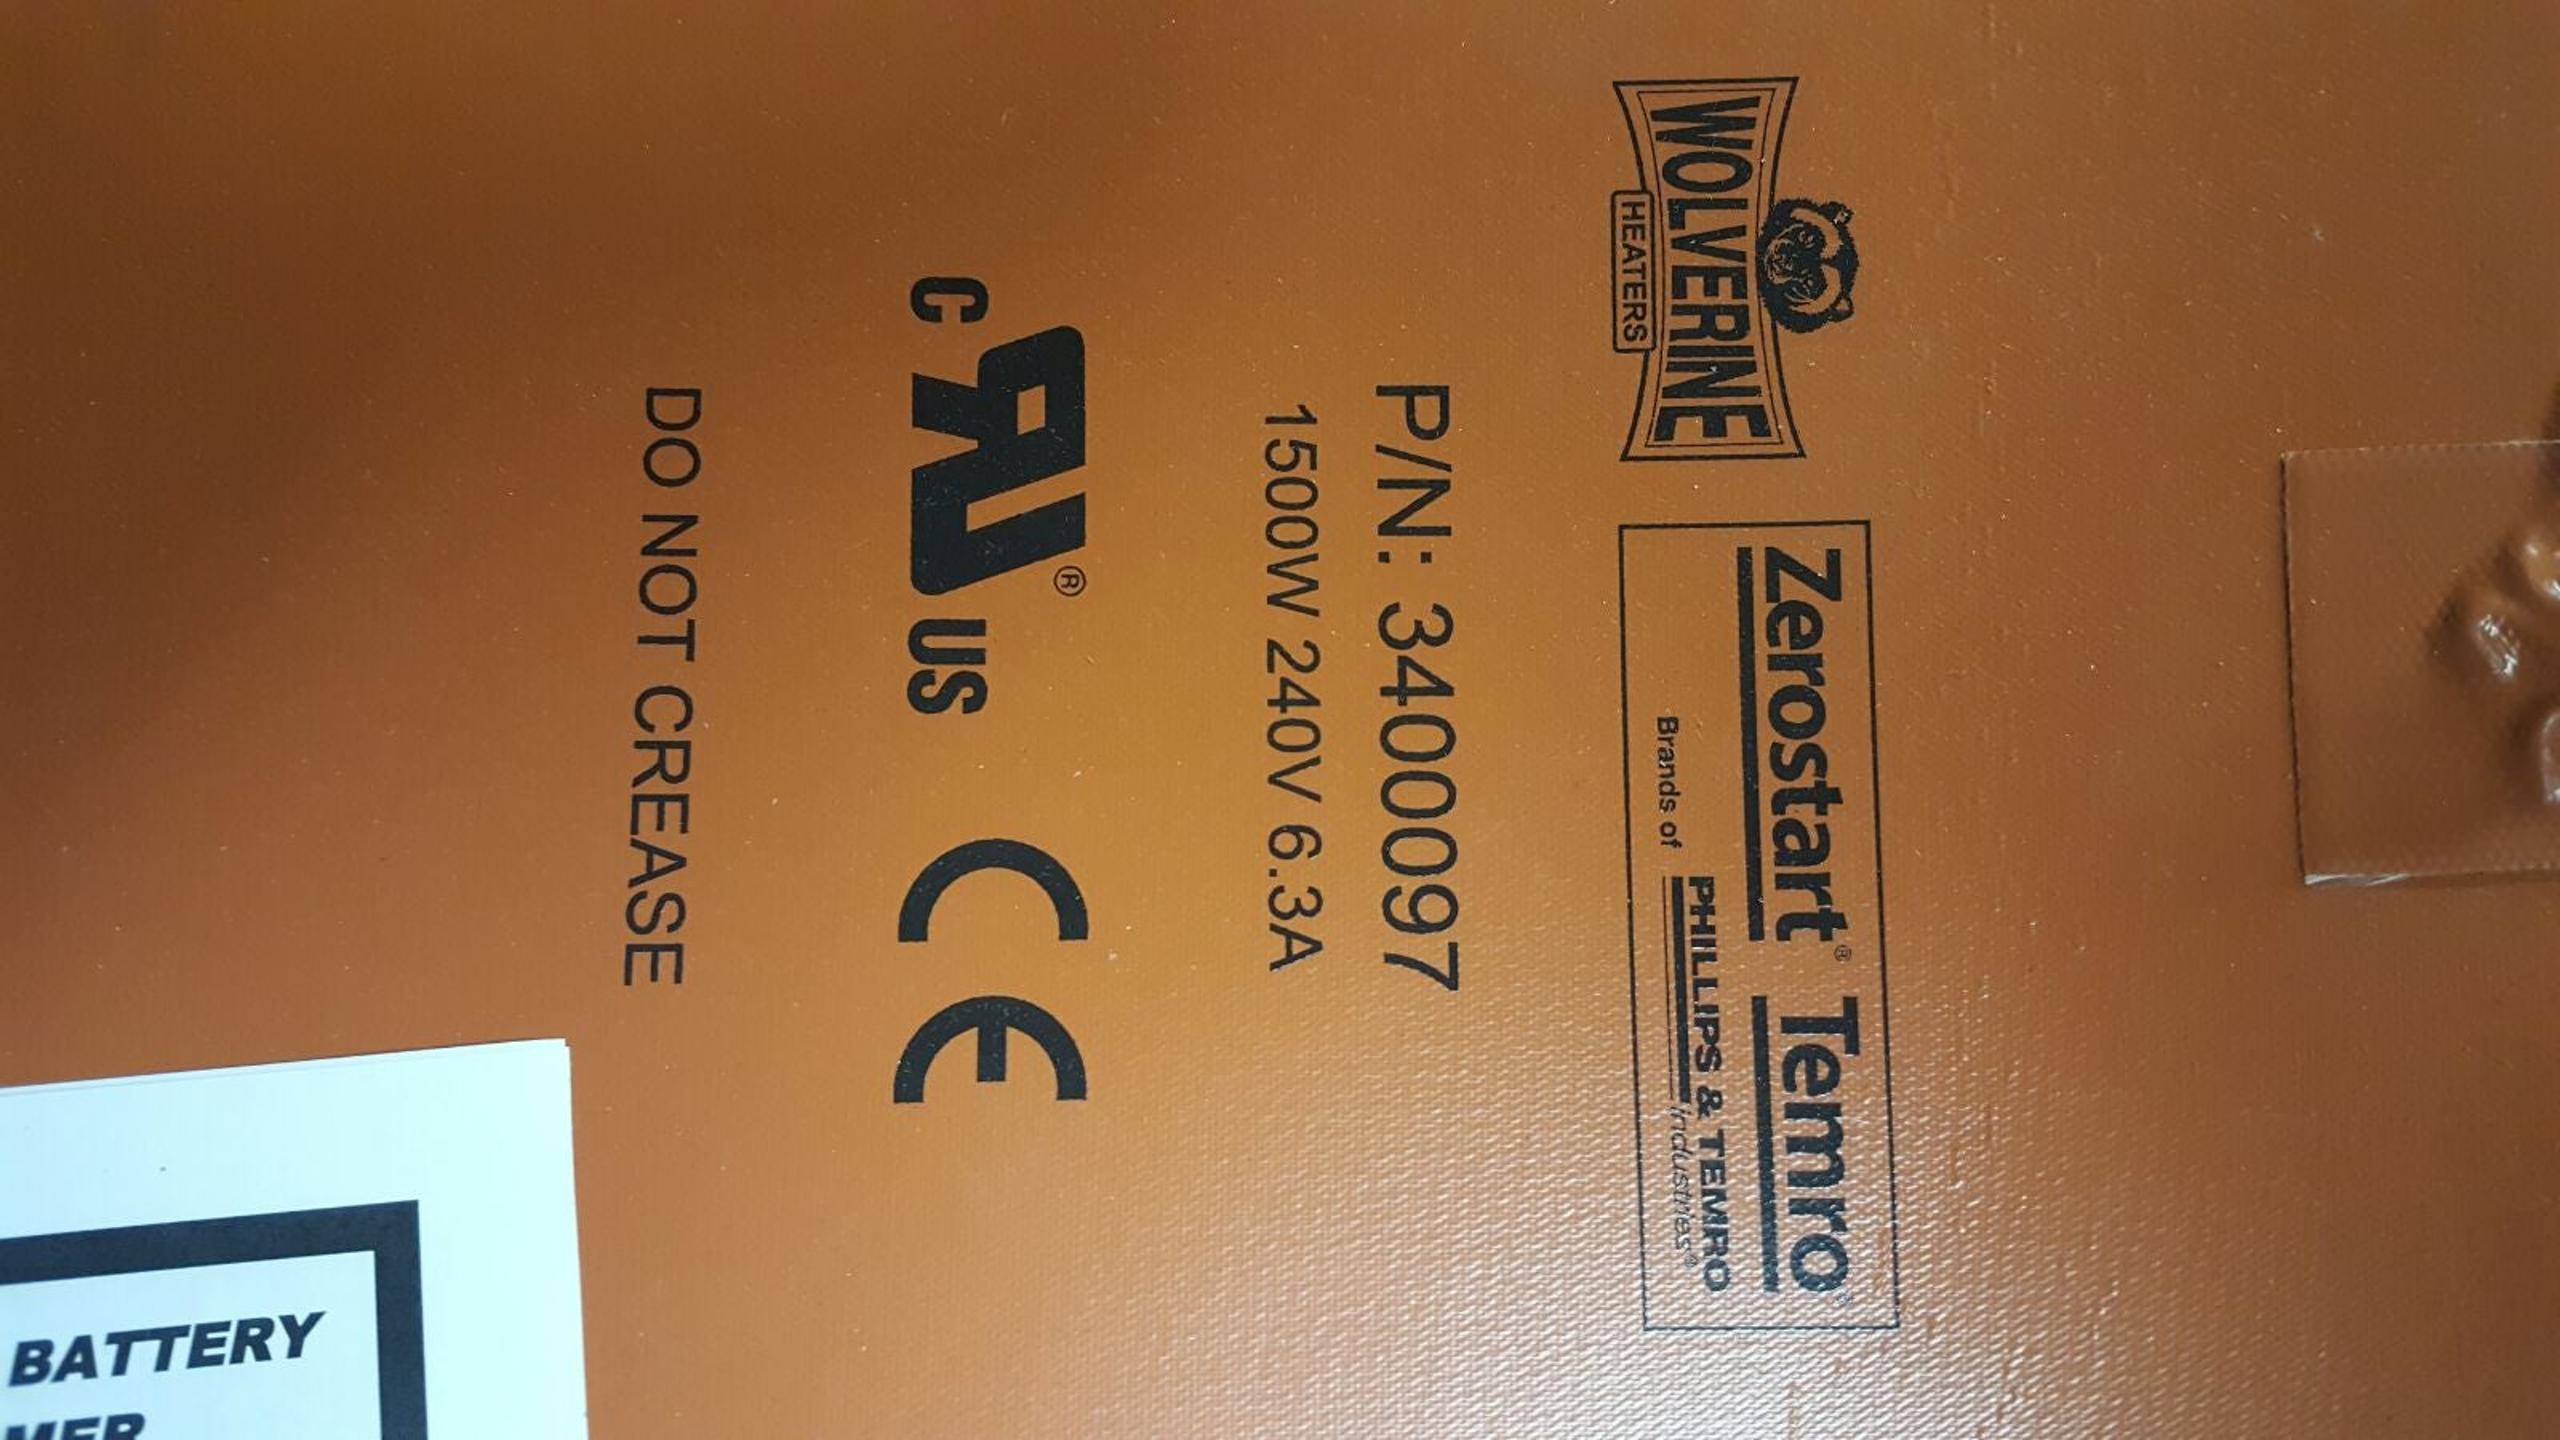 WOLVERINE
HEATERS
Zerostart® Temro®
Brands of PHILLIPS & TEMRO
Industries®
P/N: 3400097
1500W 240V 6.3A
c RU® US CE
DO NOT CREASE
BATTERY